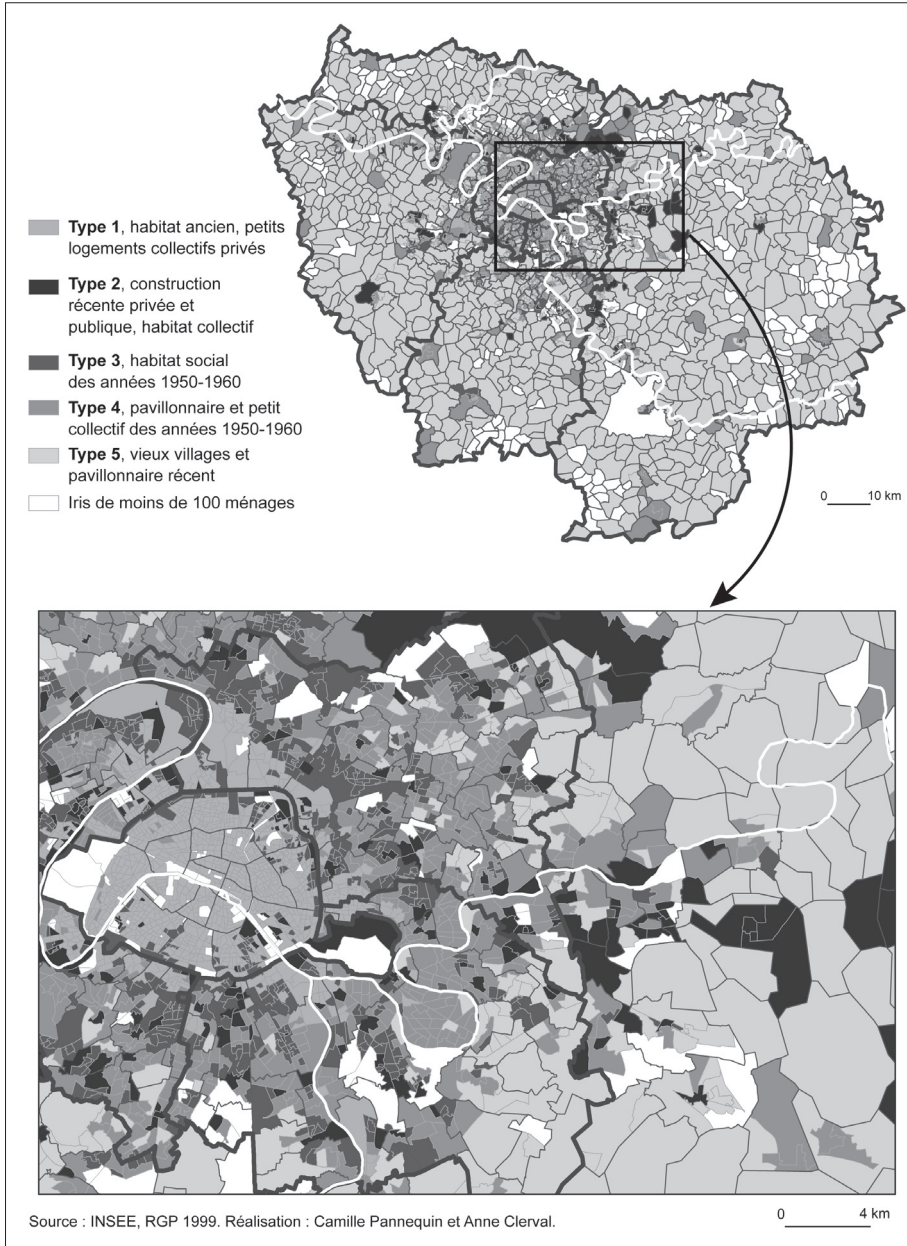 Type 1, habitat ancien, petits
logements collectifs privés
Type 2, construction
récente privée et
publique, habitat collectif
Type 3, habitat social
des années 1950-1960
Type 4, pavillonnaire et petit
collectif des années 1950-1960
Type 5, vieux villages et
pavillonnaire récent
Iris de moins de 100 ménages
0 10 km
Source : INSEE, RGP 1999. Réalisation : Camille Pannequin et Anne Clerval.
0 4 km